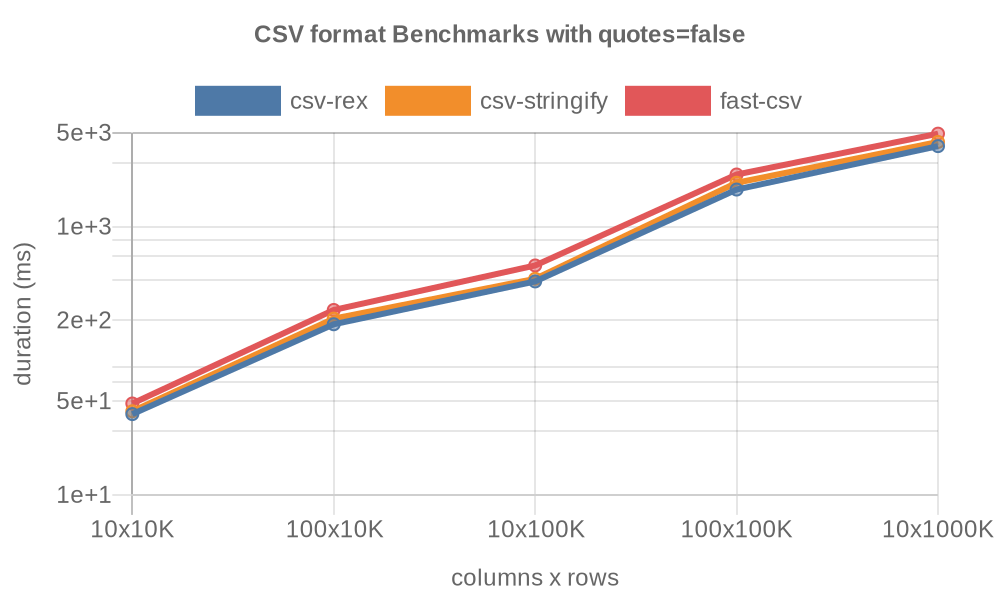 CSV format Benchmarks with quotes=false
csv-rex csv-stringify fast-csv
5e+3
1e+3
2e+2
5e+1
1e+1
duration (ms)
10x10K 100x10K 10x100K 100x100K 10x1000K
columns x rows